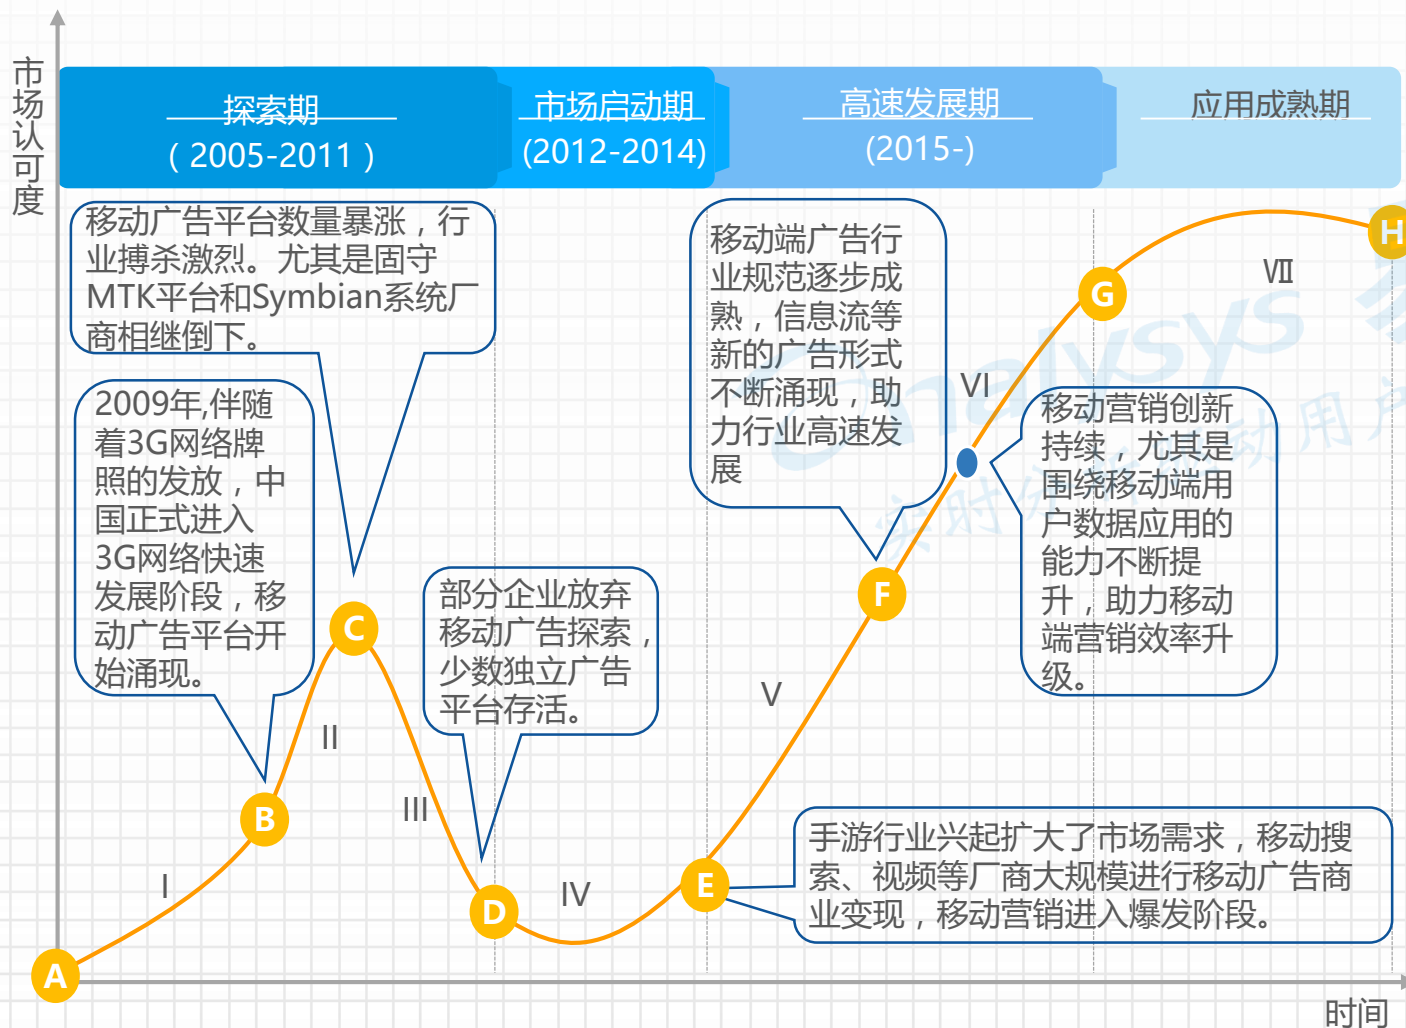 市场认可度
探索期
（2005-2011）
市场启动期
(2012-2014)
高速发展期
(2015-)
应用成熟期
移动广告平台数量暴涨，行
业搏杀激烈。尤其是固守
MTK平台和Symbian系统厂
商相继倒下。
2009年,伴随
着3G网络牌
照的发放，中
国正式进入
3G网络快速
发展阶段，移
动广告平台开
始涌现。
部分企业放弃
移动广告探索，
少数独立广告
平台存活。
移动端广告行
业规范逐步成
熟，信息流等
新的广告形式
不断涌现，助
力行业高速发
展
移动营销创新
持续，尤其是
围绕移动端用
户数据应用的
能力不断提
升，助力移动
端营销效率升
级。
手游行业兴起扩大了市场需求，移动搜
索、视频等厂商大规模进行移动广告商
业变现，移动营销进入爆发阶段。
A
I
B
II
C
III
D
IV
E
V
F
VI
G
VII
H
时间
analysys
实时分析驱动用户